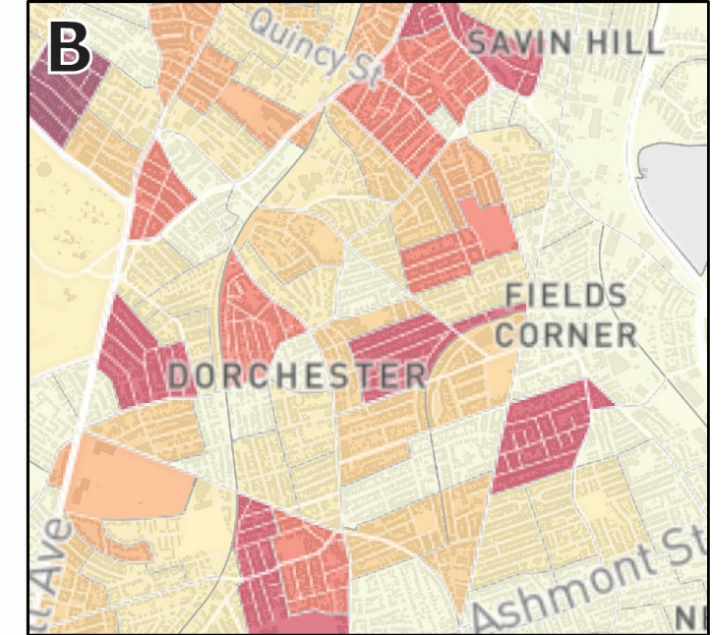 B
Quincy St
SAVIN HILL
FIELDS
CORNER
DORCHESTER
Ave
Ashmont St